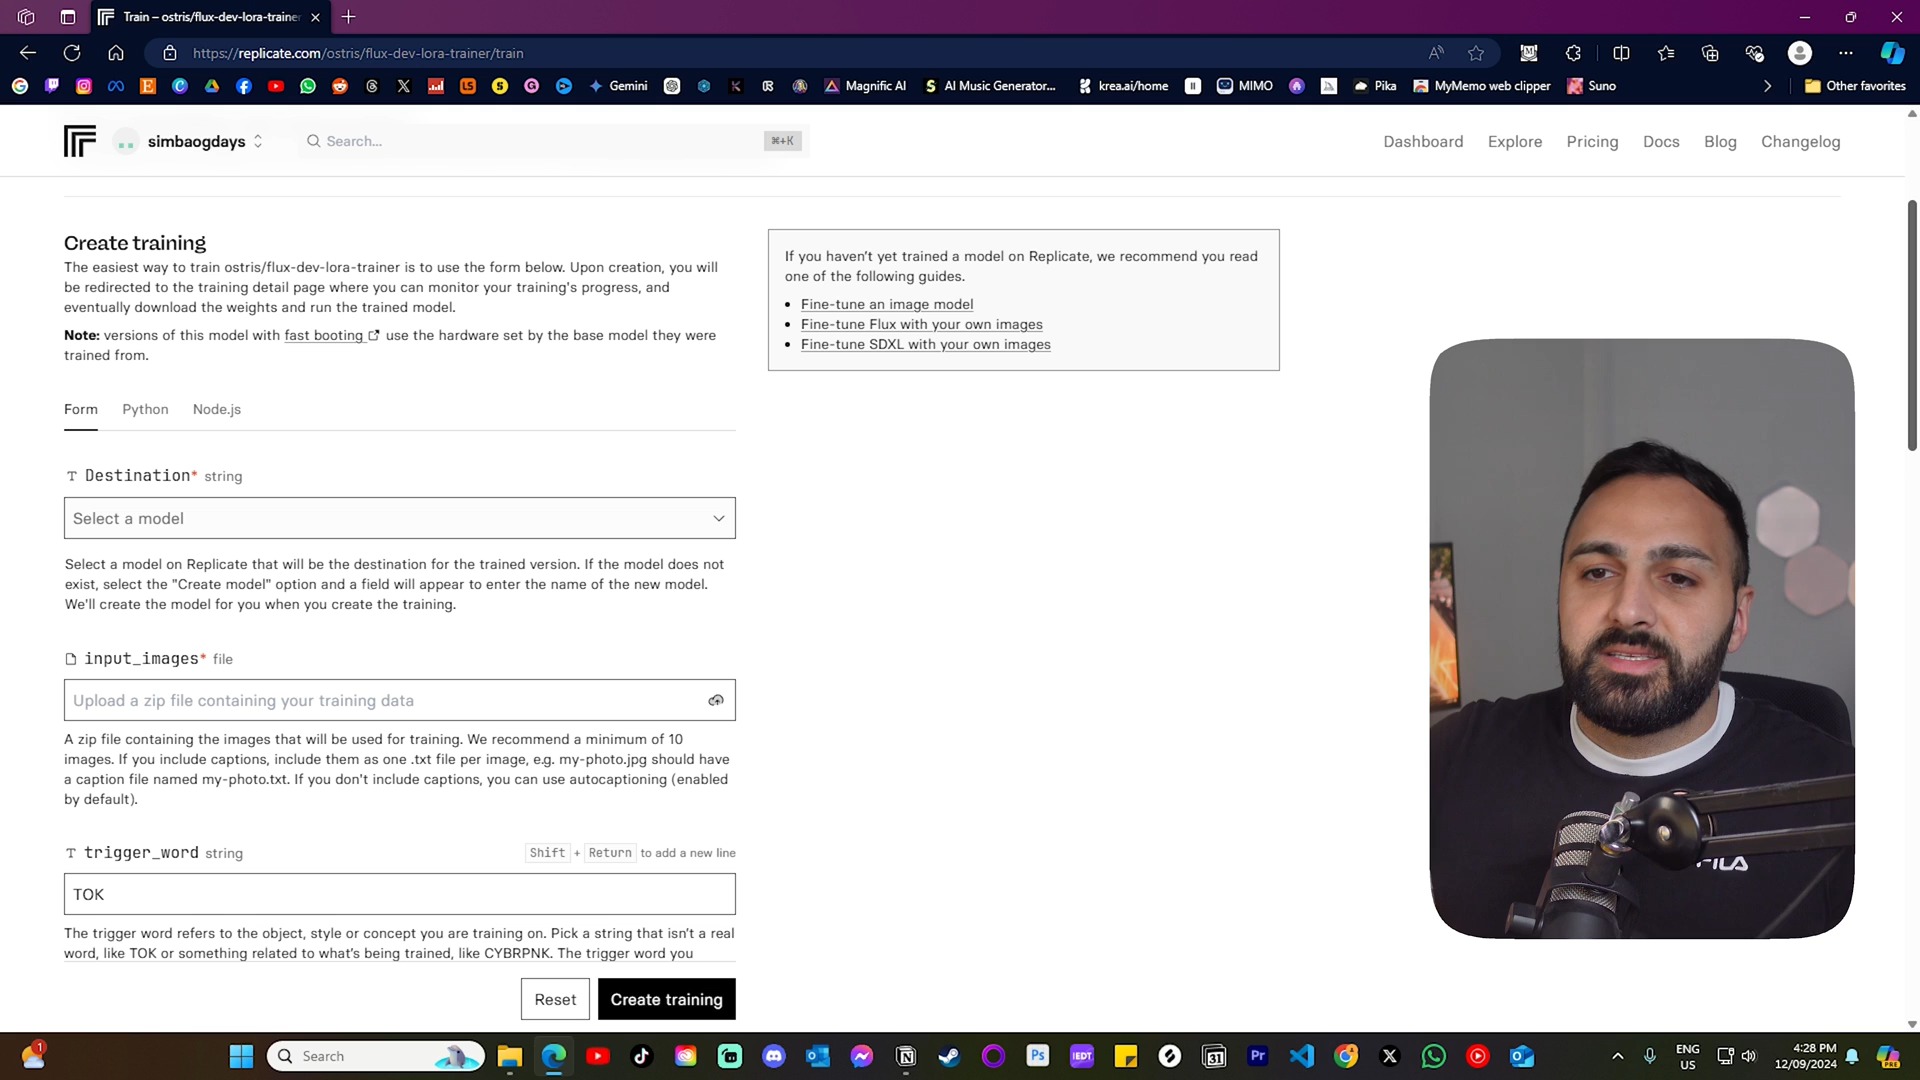 Train – ostris/flux-dev-lora-trainer
https://replicate.com/ostris/flux-dev-lora-trainer/train
Gemini
Magnific AI
AI Music Generator...
krea.ai/home
MIMO
Pika
MyMemo web clipper
Suno
Other favorites
simbaogdays
Search...
⌘+K
Dashboard
Explore
Pricing
Docs
Blog
Changelog
Create training
The easiest way to train ostris/flux-dev-lora-trainer is to use the form below. Upon creation, you will
be redirected to the training detail page where you can monitor your training's progress, and
eventually download the weights and run the trained model.
Note: versions of this model with fast booting use the hardware set by the base model they were
trained from.
If you haven’t yet trained a model on Replicate, we recommend you read
one of the following guides.
• Fine-tune an image model
• Fine-tune Flux with your own images
• Fine-tune SDXL with your own images
Form
Python
Node.js
Destination* string
Select a model
Select a model on Replicate that will be the destination for the trained version. If the model does not
exist, select the "Create model" option and a field will appear to enter the name of the new model.
We'll create the model for you when you create the training.
input_images* file
Upload a zip file containing your training data
A zip file containing the images that will be used for training. We recommend a minimum of 10
images. If you include captions, include them as one .txt file per image, e.g. my-photo.jpg should have
a caption file named my-photo.txt. If you don't include captions, you can use autocaptioning (enabled
by default).
trigger_word string
Shift + Return to add a new line
TOK
The trigger word refers to the object, style or concept you are training on. Pick a string that isn’t a real
word, like TOK or something related to what’s being trained, like CYBRPNK. The trigger word you
Reset
Create training
FILA
1
Search
Ps
IEDT
31
Pr
ENG
US
4:28 PM
12/09/2024
PRE